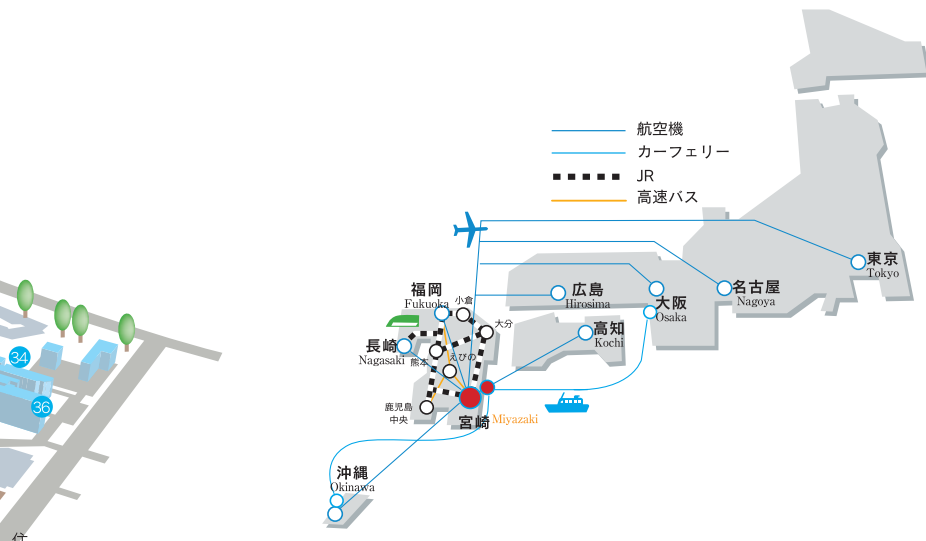 航空機
カーフェリー
JR
高速バス
東京
Tokyo
名古屋
Nagoya
大阪
Osaka
広島
Hirosima
高知
Kochi
福岡
Fukuoka
小倉
大分
長崎
Nagasaki
熊本
えびの
鹿児島
中央
宮崎
Miyazaki
沖縄
Okinawa
34
36
住